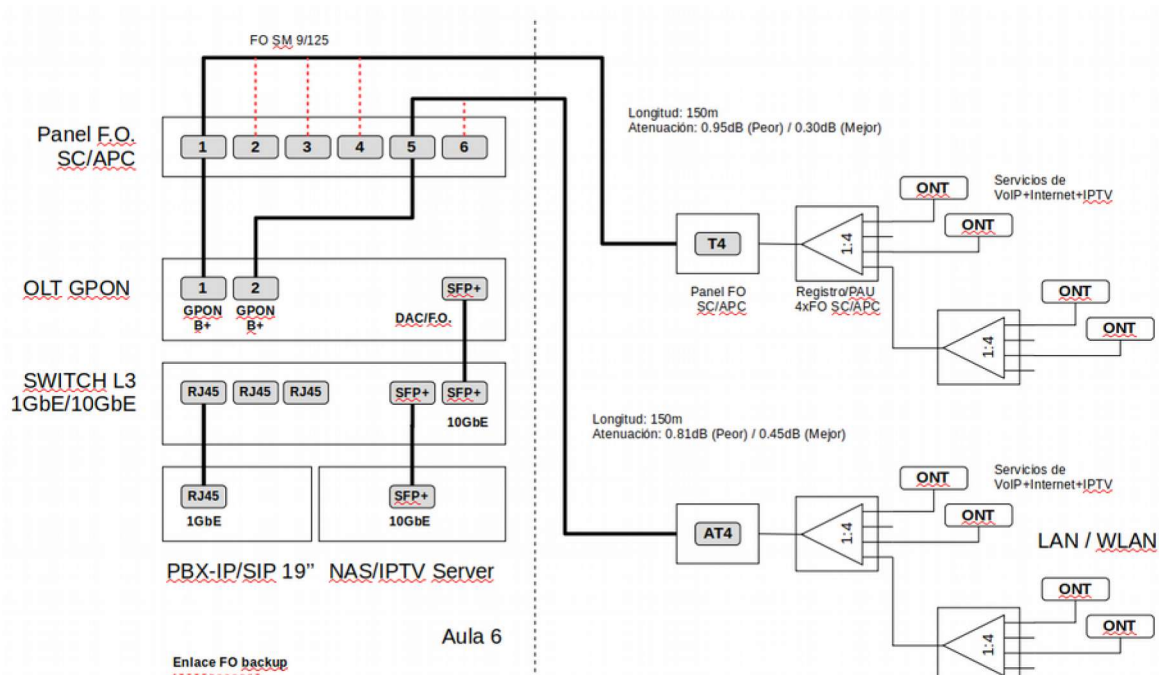 FO SM 9/125
Panel F.O.
SC/APC
1
2
3
4
5
6
Longitud: 150m
Atenuación: 0.95dB (Peor) / 0.30dB (Mejor)
OLT GPON
1
2
GPON
B+
GPON
B+
SFP+
DAC/F.O.
SWITCH L3
1GbE/10GbE
RJ45
RJ45
RJ45
SFP+
SFP+
10GbE
RJ45
1GbE
SFP+
10GbE
PBX-IP/SIP 19’’
NAS/IPTV Server
Aula 6
Enlace FO backup
T4
Panel FO
SC/APC
1:4
Registro/PAU
4xFO SC/APC
ONT
ONT
Servicios de
VoIP+Internet+IPTV
1:4
ONT
ONT
Longitud: 150m
Atenuación: 0.81dB (Peor) / 0.45dB (Mejor)
AT4
1:4
ONT
ONT
Servicios de
VoIP+Internet+IPTV
LAN / WLAN
1:4
ONT
ONT